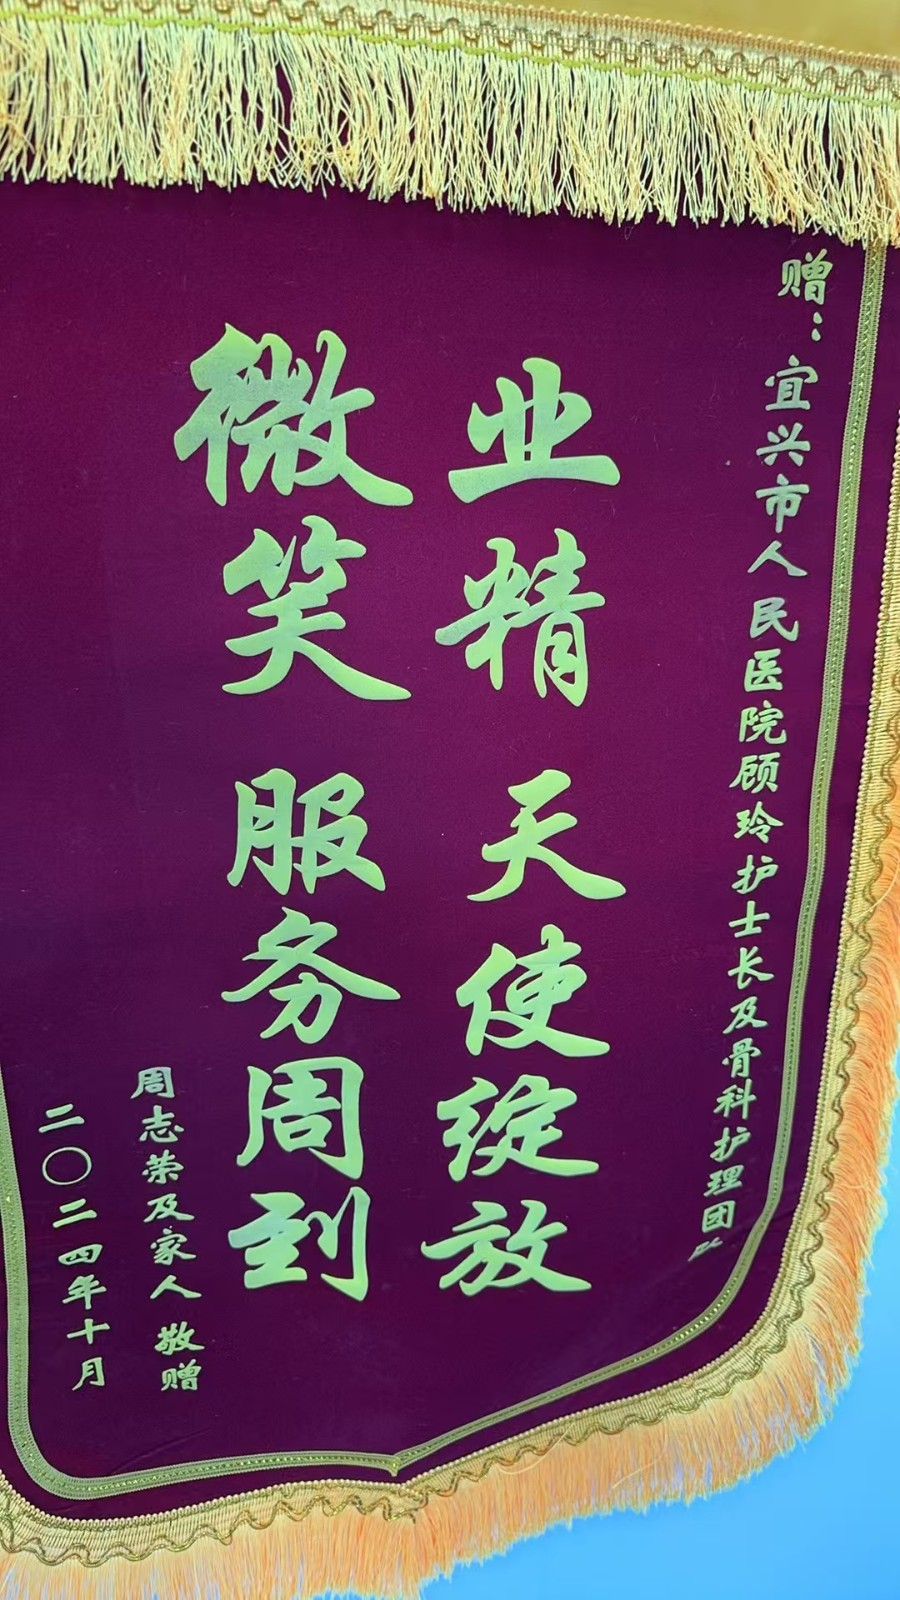 赠：宜兴市人民医院顾玲护士长及骨科护理团
业精 天使绽放
微笑 服务周到
周志荣及家人 敬赠
二〇二四年十月